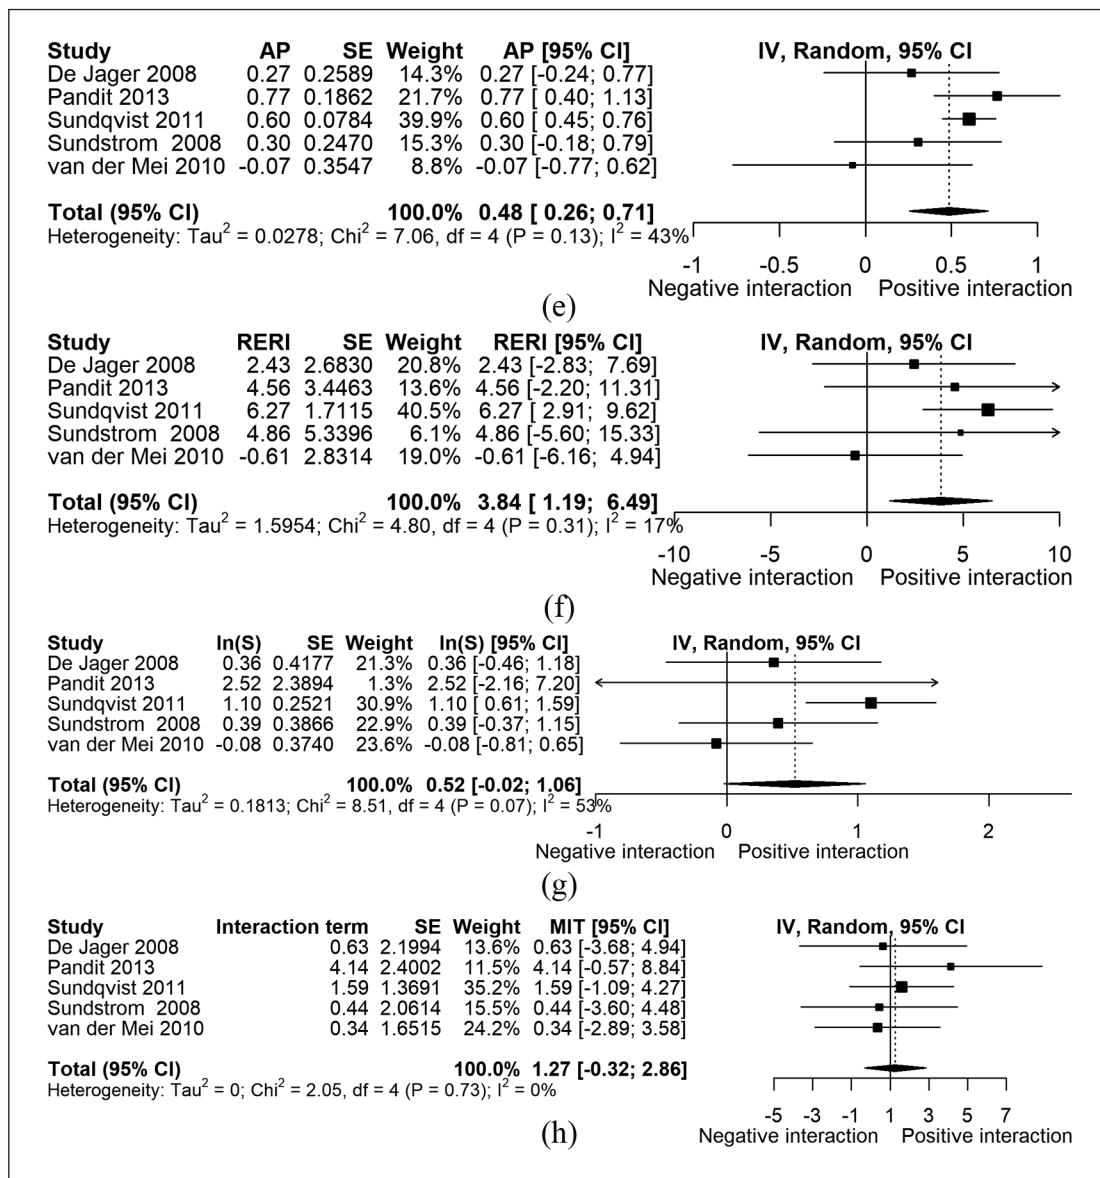 Study AP SE Weight AP [95% CI] IV, Random, 95% CI
De Jager 2008 0.27 0.2589 14.3% 0.27 [-0.24; 0.77]
Pandit 2013 0.77 0.1862 21.7% 0.77 [ 0.40; 1.13]
Sundqvist 2011 0.60 0.0784 39.9% 0.60 [ 0.45; 0.76]
Sundstrom 2008 0.30 0.2470 15.3% 0.30 [-0.18; 0.79]
van der Mei 2010 -0.07 0.3547 8.8% -0.07 [-0.77; 0.62]
Total (95% CI) 100.0% 0.48 [ 0.26; 0.71]
Heterogeneity: Tau² = 0.0278; Chi² = 7.06, df = 4 (P = 0.13); I² = 43%
-1 -0.5 0 0.5 1
Negative interaction Positive interaction
(e)
Study RERI SE Weight RERI [95% CI] IV, Random, 95% CI
De Jager 2008 2.43 2.6830 20.8% 2.43 [-2.83; 7.69]
Pandit 2013 4.56 3.4463 13.6% 4.56 [-2.20; 11.31]
Sundqvist 2011 6.27 1.7115 40.5% 6.27 [ 2.91; 9.62]
Sundstrom 2008 4.86 5.3396 6.1% 4.86 [-5.60; 15.33]
van der Mei 2010 -0.61 2.8314 19.0% -0.61 [-6.16; 4.94]
Total (95% CI) 100.0% 3.84 [ 1.19; 6.49]
Heterogeneity: Tau² = 1.5954; Chi² = 4.80, df = 4 (P = 0.31); I² = 17%
-10 -5 0 5 10
Negative interaction Positive interaction
(f)
Study ln(S) SE Weight ln(S) [95% CI] IV, Random, 95% CI
De Jager 2008 0.36 0.4177 21.3% 0.36 [-0.46; 1.18]
Pandit 2013 2.52 2.3894 1.3% 2.52 [-2.16; 7.20]
Sundqvist 2011 1.10 0.2521 30.9% 1.10 [ 0.61; 1.59]
Sundstrom 2008 0.39 0.3866 22.9% 0.39 [-0.37; 1.15]
van der Mei 2010 -0.08 0.3740 23.6% -0.08 [-0.81; 0.65]
Total (95% CI) 100.0% 0.52 [-0.02; 1.06]
Heterogeneity: Tau² = 0.1813; Chi² = 8.51, df = 4 (P = 0.07); I² = 53%
-1 0 1 2
Negative interaction Positive interaction
(g)
Study Interaction term SE Weight MIT [95% CI] IV, Random, 95% CI
De Jager 2008 0.63 2.1994 13.6% 0.63 [-3.68; 4.94]
Pandit 2013 4.14 2.4002 11.5% 4.14 [-0.57; 8.84]
Sundqvist 2011 1.59 1.3691 35.2% 1.59 [-1.09; 4.27]
Sundstrom 2008 0.44 2.0614 15.5% 0.44 [-3.60; 4.48]
van der Mei 2010 0.34 1.6515 24.2% 0.34 [-2.89; 3.58]
Total (95% CI) 100.0% 1.27 [-0.32; 2.86]
Heterogeneity: Tau² = 0; Chi² = 2.05, df = 4 (P = 0.73); I² = 0%
-5 -3 -1 1 3 5 7
Negative interaction Positive interaction
(h)